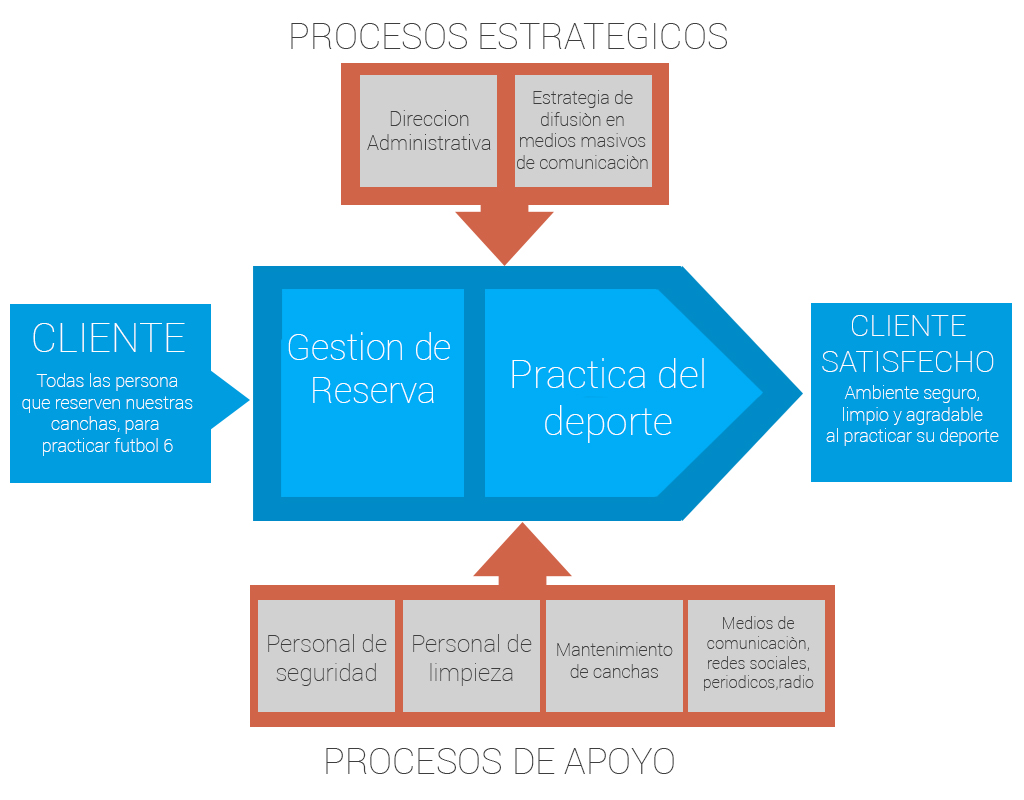 PROCESOS ESTRATEGICOS
Direccion
Administrativa
Estrategia de
difusiòn en
medios masivos
de comunicaciòn
CLIENTE
Todas las persona
que reserven nuestras
canchas, para
practicar futbol 6
Gestion de
Reserva
Practica del
deporte
CLIENTE
SATISFECHO
Ambiente seguro,
limpio y agradable
al practicar su deporte
Personal de
seguridad
Personal de
limpieza
Mantenimiento
de canchas
Medios de
comunicaciòn,
redes sociales,
periodicos,radio
PROCESOS DE APOYO